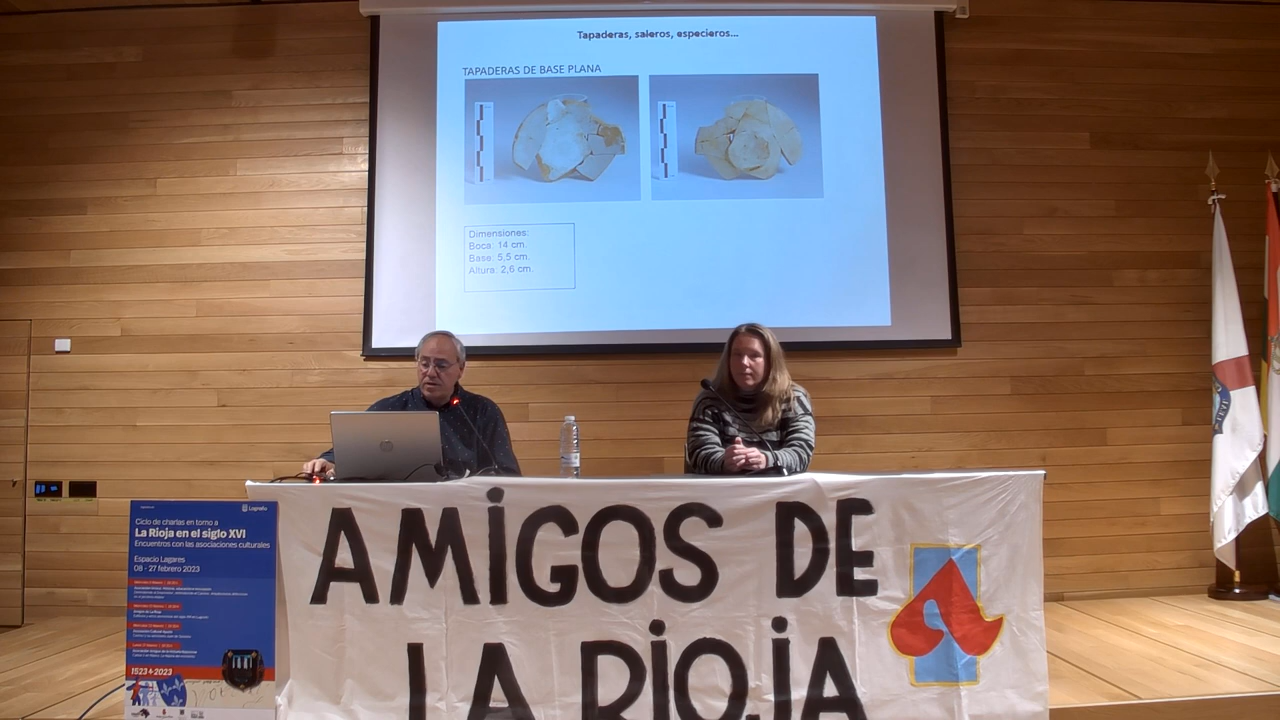 Tapaderas, saleros, especieros...
TAPADERAS DE BASE PLANA
Dimensiones:
Boca: 14 cm.
Base: 5,5 cm.
Altura: 2,6 cm.
AMIGOS DE
LA RIOJA
Logroño
Ciclo de charlas en torno a
La Rioja en el siglo XVI
Encuentros con las asociaciones culturales
Espacio Lagares
08 - 27 febrero 2023
1523+2023